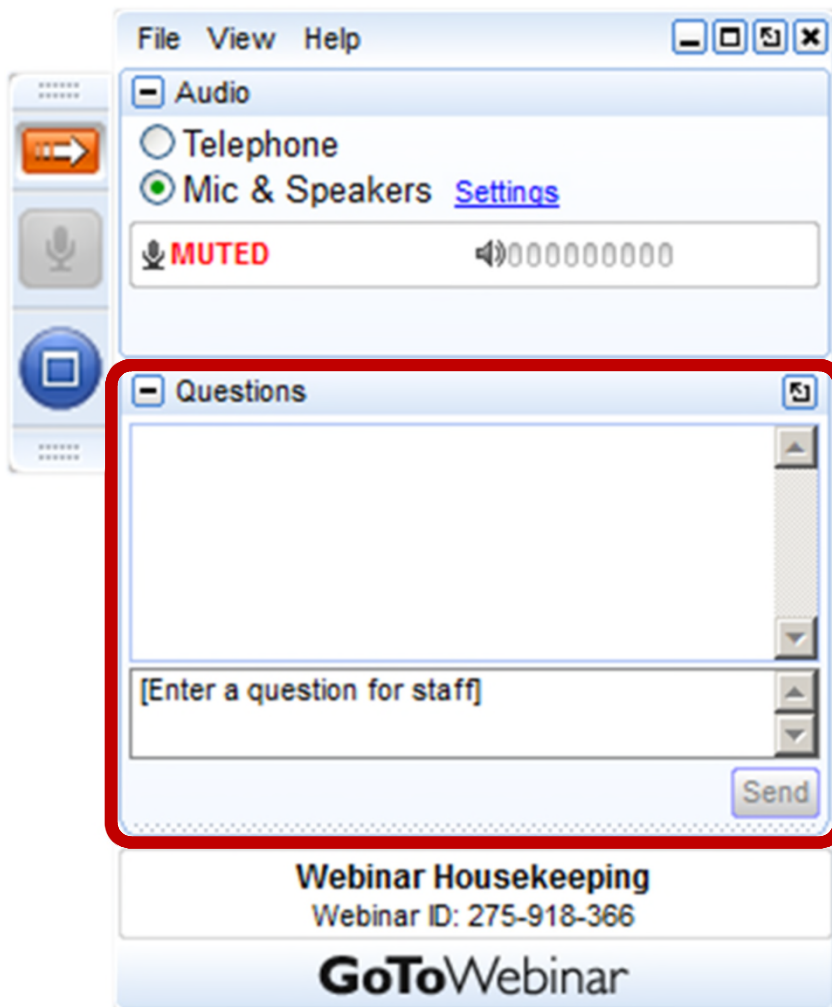 File View Help
Audio
Telephone
Mic & Speakers Settings
MUTED
Questions
[Enter a question for staff]
Send
Webinar Housekeeping
Webinar ID: 275-918-366
GoToWebinar